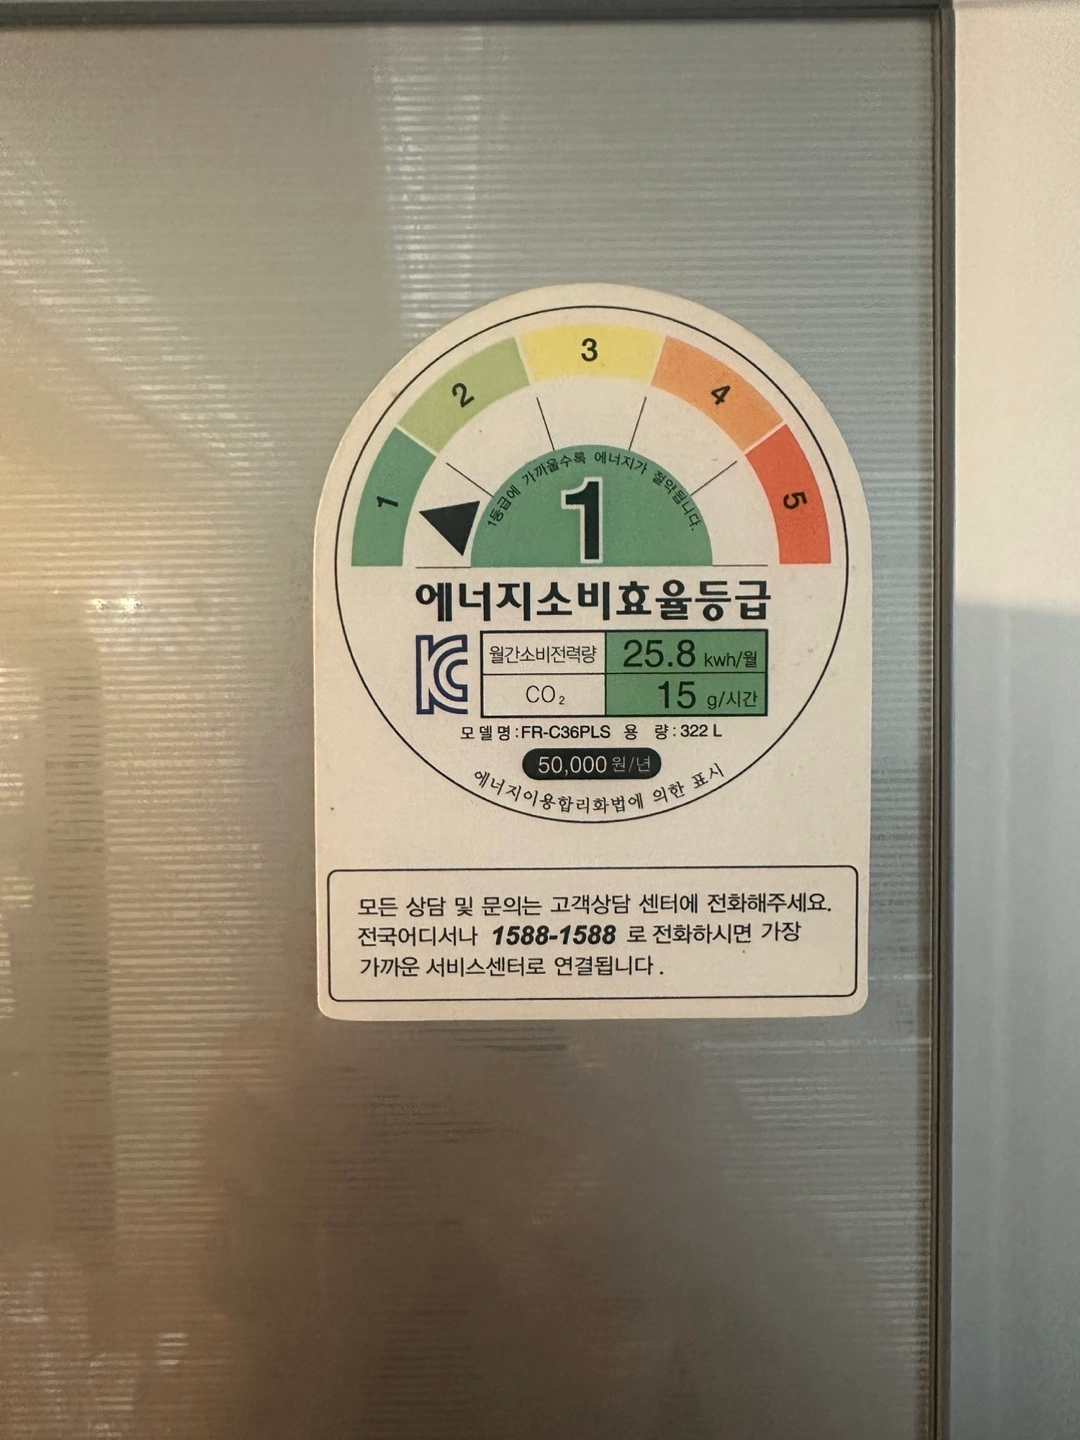 3
2
4
1
5
1등급에 가까울수록 에너지가 절약됩니다.
1
에너지소비효율등급
월간소비전력량 25.8 kwh/월
CO₂ 15 g/시간
모델명:FR-C36PLS 용 량:322 L
50,000원/년
에너지이용합리화법에 의한 표시
모든 상담 및 문의는 고객상담 센터에 전화해주세요.
전국어디서나 1588-1588 로 전화하시면 가장
가까운 서비스센터로 연결됩니다.